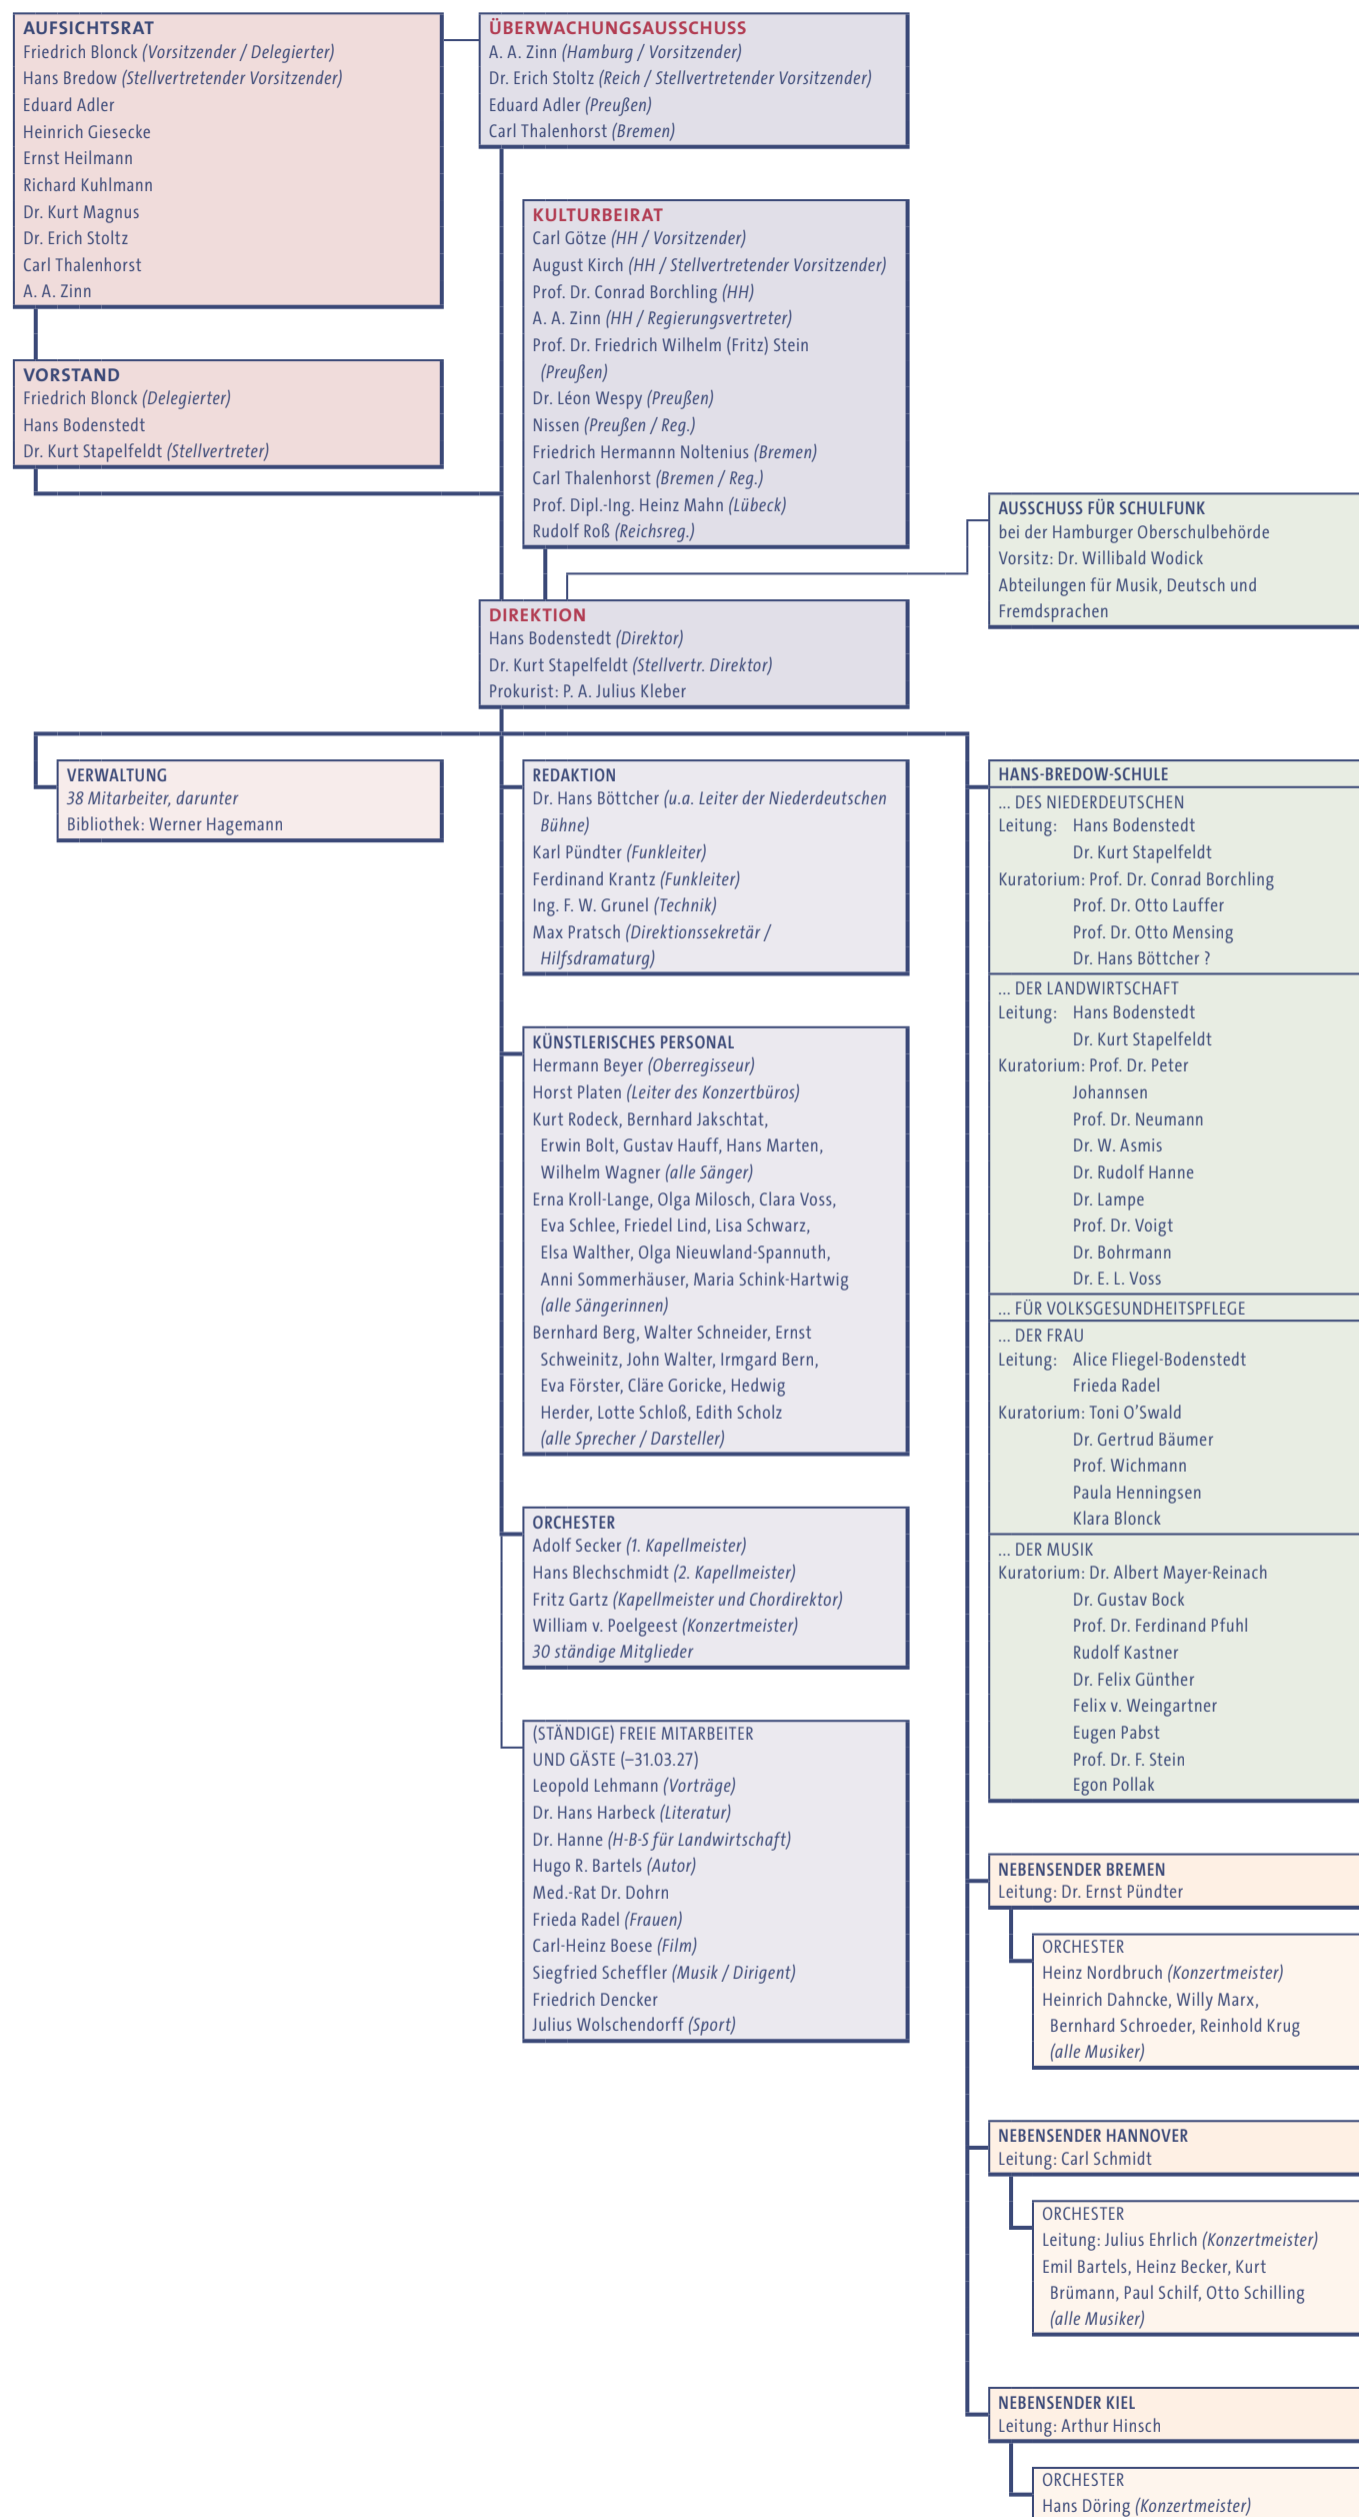 AUFSICHTSRAT
Friedrich Blonck (Vorsitzender / Delegierter)
Hans Bredow (Stellvertretender Vorsitzender)
Eduard Adler
Heinrich Giesecke
Ernst Heilmann
Richard Kuhlmann
Dr. Kurt Magnus
Dr. Erich Stoltz
Carl Thalenhorst
A. A. Zinn
ÜBERWACHUNGSAUSSCHUSS
A. A. Zinn (Hamburg / Vorsitzender)
Dr. Erich Stoltz (Reich / Stellvertretender Vorsitzender)
Eduard Adler (Preußen)
Carl Thalenhorst (Bremen)
VORSTAND
Friedrich Blonck (Delegierter)
Hans Bodenstedt
Dr. Kurt Stapelfeldt (Stellvertreter)
KULTURBEIRAT
Carl Götze (HH / Vorsitzender)
August Kirch (HH / Stellvertretender Vorsitzender)
Prof. Dr. Conrad Borchling (HH)
A. A. Zinn (HH / Regierungsvertreter)
Prof. Dr. Friedrich Wilhelm (Fritz) Stein
(Preußen)
Dr. Léon Wespy (Preußen)
Nissen (Preußen / Reg.)
Friedrich Hermannn Noltenius (Bremen)
Carl Thalenhorst (Bremen / Reg.)
Prof. Dipl.-Ing. Heinz Mahn (Lübeck)
Rudolf Roß (Reichsreg.)
AUSSCHUSS FÜR SCHULFUNK
bei der Hamburger Oberschulbehörde
Vorsitz: Dr. Willibald Wodick
Abteilungen für Musik, Deutsch und
Fremdsprachen
DIREKTION
Hans Bodenstedt (Direktor)
Dr. Kurt Stapelfeldt (Stellvertr. Direktor)
Prokurist: P. A. Julius Kleber
VERWALTUNG
38 Mitarbeiter, darunter
Bibliothek: Werner Hagemann
REDAKTION
Dr. Hans Böttcher (u.a. Leiter der Niederdeutschen
Bühne)
Karl Pündter (Funkleiter)
Ferdinand Krantz (Funkleiter)
Ing. F. W. Grunel (Technik)
Max Pratsch (Direktionssekretär /
Hilfsdramaturg)
KÜNSTLERISCHES PERSONAL
Hermann Beyer (Oberregisseur)
Horst Platen (Leiter des Konzertbüros)
Kurt Rodeck, Bernhard Jakschtat,
Erwin Bolt, Gustav Hauff, Hans Marten,
Wilhelm Wagner (alle Sänger)
Erna Kroll-Lange, Olga Milosch, Clara Voss,
Eva Schlee, Friedel Lind, Lisa Schwarz,
Elsa Walther, Olga Nieuwland-Spannuth,
Anni Sommerhäuser, Maria Schink-Hartwig
(alle Sängerinnen)
Bernhard Berg, Walter Schneider, Ernst
Schweinitz, John Walter, Irmgard Bern,
Eva Förster, Cläre Goricke, Hedwig
Herder, Lotte Schloß, Edith Scholz
(alle Sprecher / Darsteller)
ORCHESTER
Adolf Secker (1. Kapellmeister)
Hans Blechschmidt (2. Kapellmeister)
Fritz Gartz (Kapellmeister und Chordirektor)
William v. Poelgeest (Konzertmeister)
30 ständige Mitglieder
(STÄNDIGE) FREIE MITARBEITER
UND GÄSTE (–31.03.27)
Leopold Lehmann (Vorträge)
Dr. Hans Harbeck (Literatur)
Dr. Hanne (H-B-S für Landwirtschaft)
Hugo R. Bartels (Autor)
Med.-Rat Dr. Dohrn
Frieda Radel (Frauen)
Carl-Heinz Boese (Film)
Siegfried Scheffler (Musik / Dirigent)
Friedrich Dencker
Julius Wolschendorff (Sport)
HANS-BREDOW-SCHULE
... DES NIEDERDEUTSCHEN
Leitung: Hans Bodenstedt
Dr. Kurt Stapelfeldt
Kuratorium: Prof. Dr. Conrad Borchling
Prof. Dr. Otto Lauffer
Prof. Dr. Otto Mensing
Dr. Hans Böttcher ?
... DER LANDWIRTSCHAFT
Leitung: Hans Bodenstedt
Dr. Kurt Stapelfeldt
Kuratorium: Prof. Dr. Peter
Johannsen
Prof. Dr. Neumann
Dr. W. Asmis
Dr. Rudolf Hanne
Dr. Lampe
Prof. Dr. Voigt
Dr. Bohrmann
Dr. E. L. Voss
... FÜR VOLKSGESUNDHEITSPFLEGE
... DER FRAU
Leitung: Alice Fliegel-Bodenstedt
Frieda Radel
Kuratorium: Toni O'Swald
Dr. Gertrud Bäumer
Prof. Wichmann
Paula Henningsen
Klara Blonck
... DER MUSIK
Kuratorium: Dr. Albert Mayer-Reinach
Dr. Gustav Bock
Prof. Dr. Ferdinand Pfuhl
Rudolf Kastner
Dr. Felix Günther
Felix v. Weingartner
Eugen Pabst
Prof. Dr. F. Stein
Egon Pollak
NEBENSENDER BREMEN
Leitung: Dr. Ernst Pündter
ORCHESTER
Heinz Nordbruch (Konzertmeister)
Heinrich Dahncke, Willy Marx,
Bernhard Schroeder, Reinhold Krug
(alle Musiker)
NEBENSENDER HANNOVER
Leitung: Carl Schmidt
ORCHESTER
Leitung: Julius Ehrlich (Konzertmeister)
Emil Bartels, Heinz Becker, Kurt
Brümann, Paul Schilf, Otto Schilling
(alle Musiker)
NEBENSENDER KIEL
Leitung: Arthur Hinsch
ORCHESTER
Hans Döring (Konzertmeister)